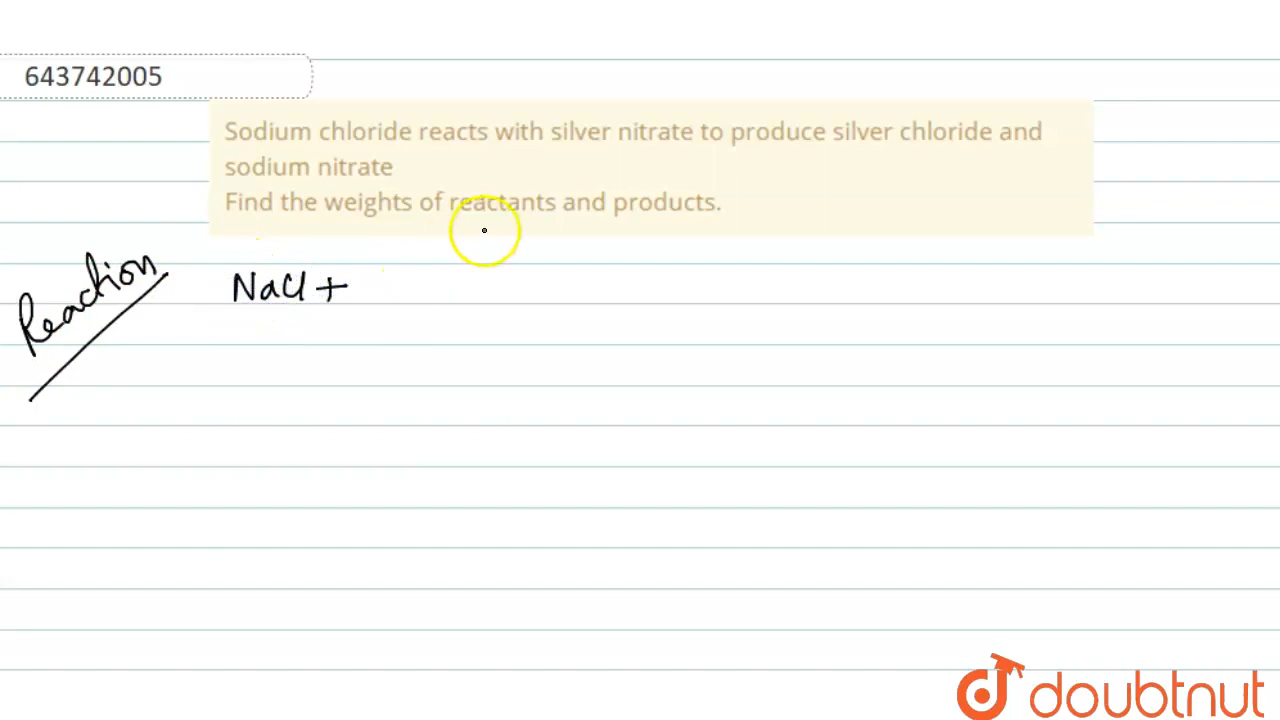 643742005
Sodium chloride reacts with silver nitrate to produce silver chloride and
sodium nitrate
Find the weights of reactants and products.
Reaction
NaCl +
doubtnut